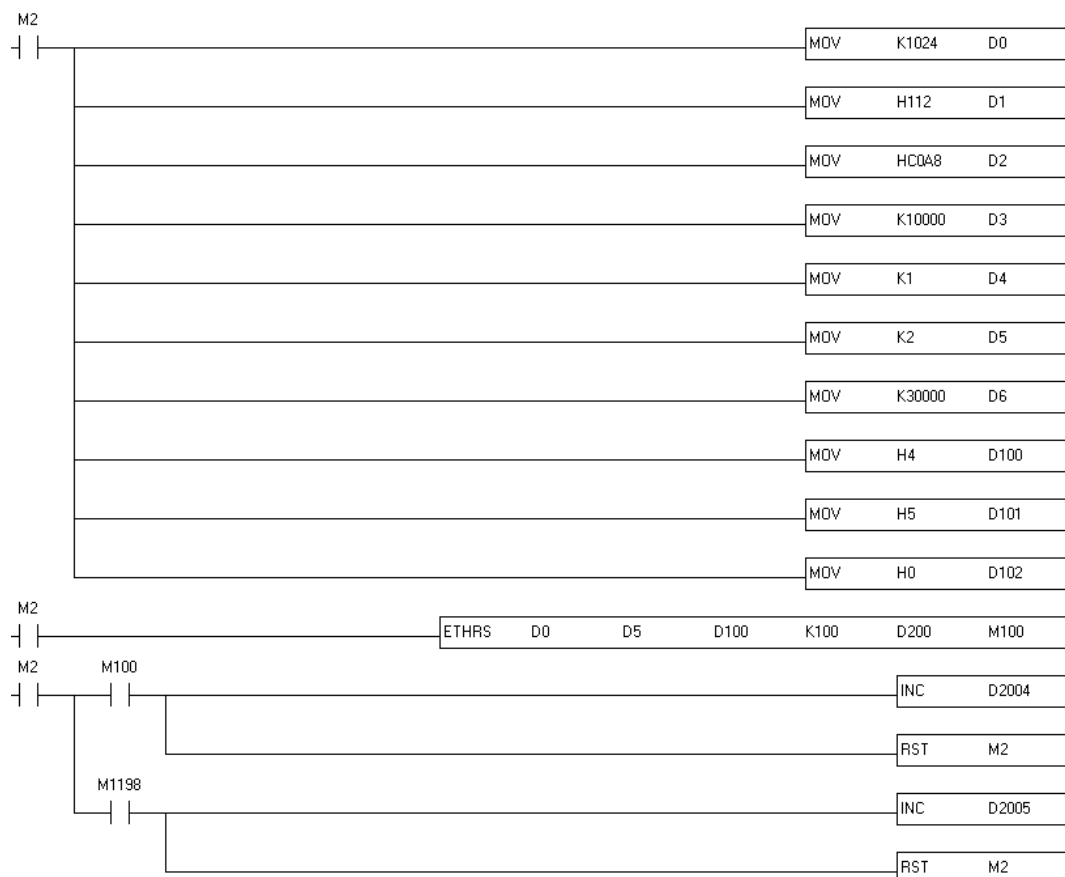 M2
MOV K1024 D0
MOV H112 D1
MOV HC0A8 D2
MOV K10000 D3
MOV K1 D4
MOV K2 D5
MOV K30000 D6
MOV H4 D100
MOV H5 D101
MOV H0 D102
M2
ETHRS D0 D5 D100 K100 D200 M100
M2 M100
INC D2004
RST M2
M1198
INC D2005
RST M2